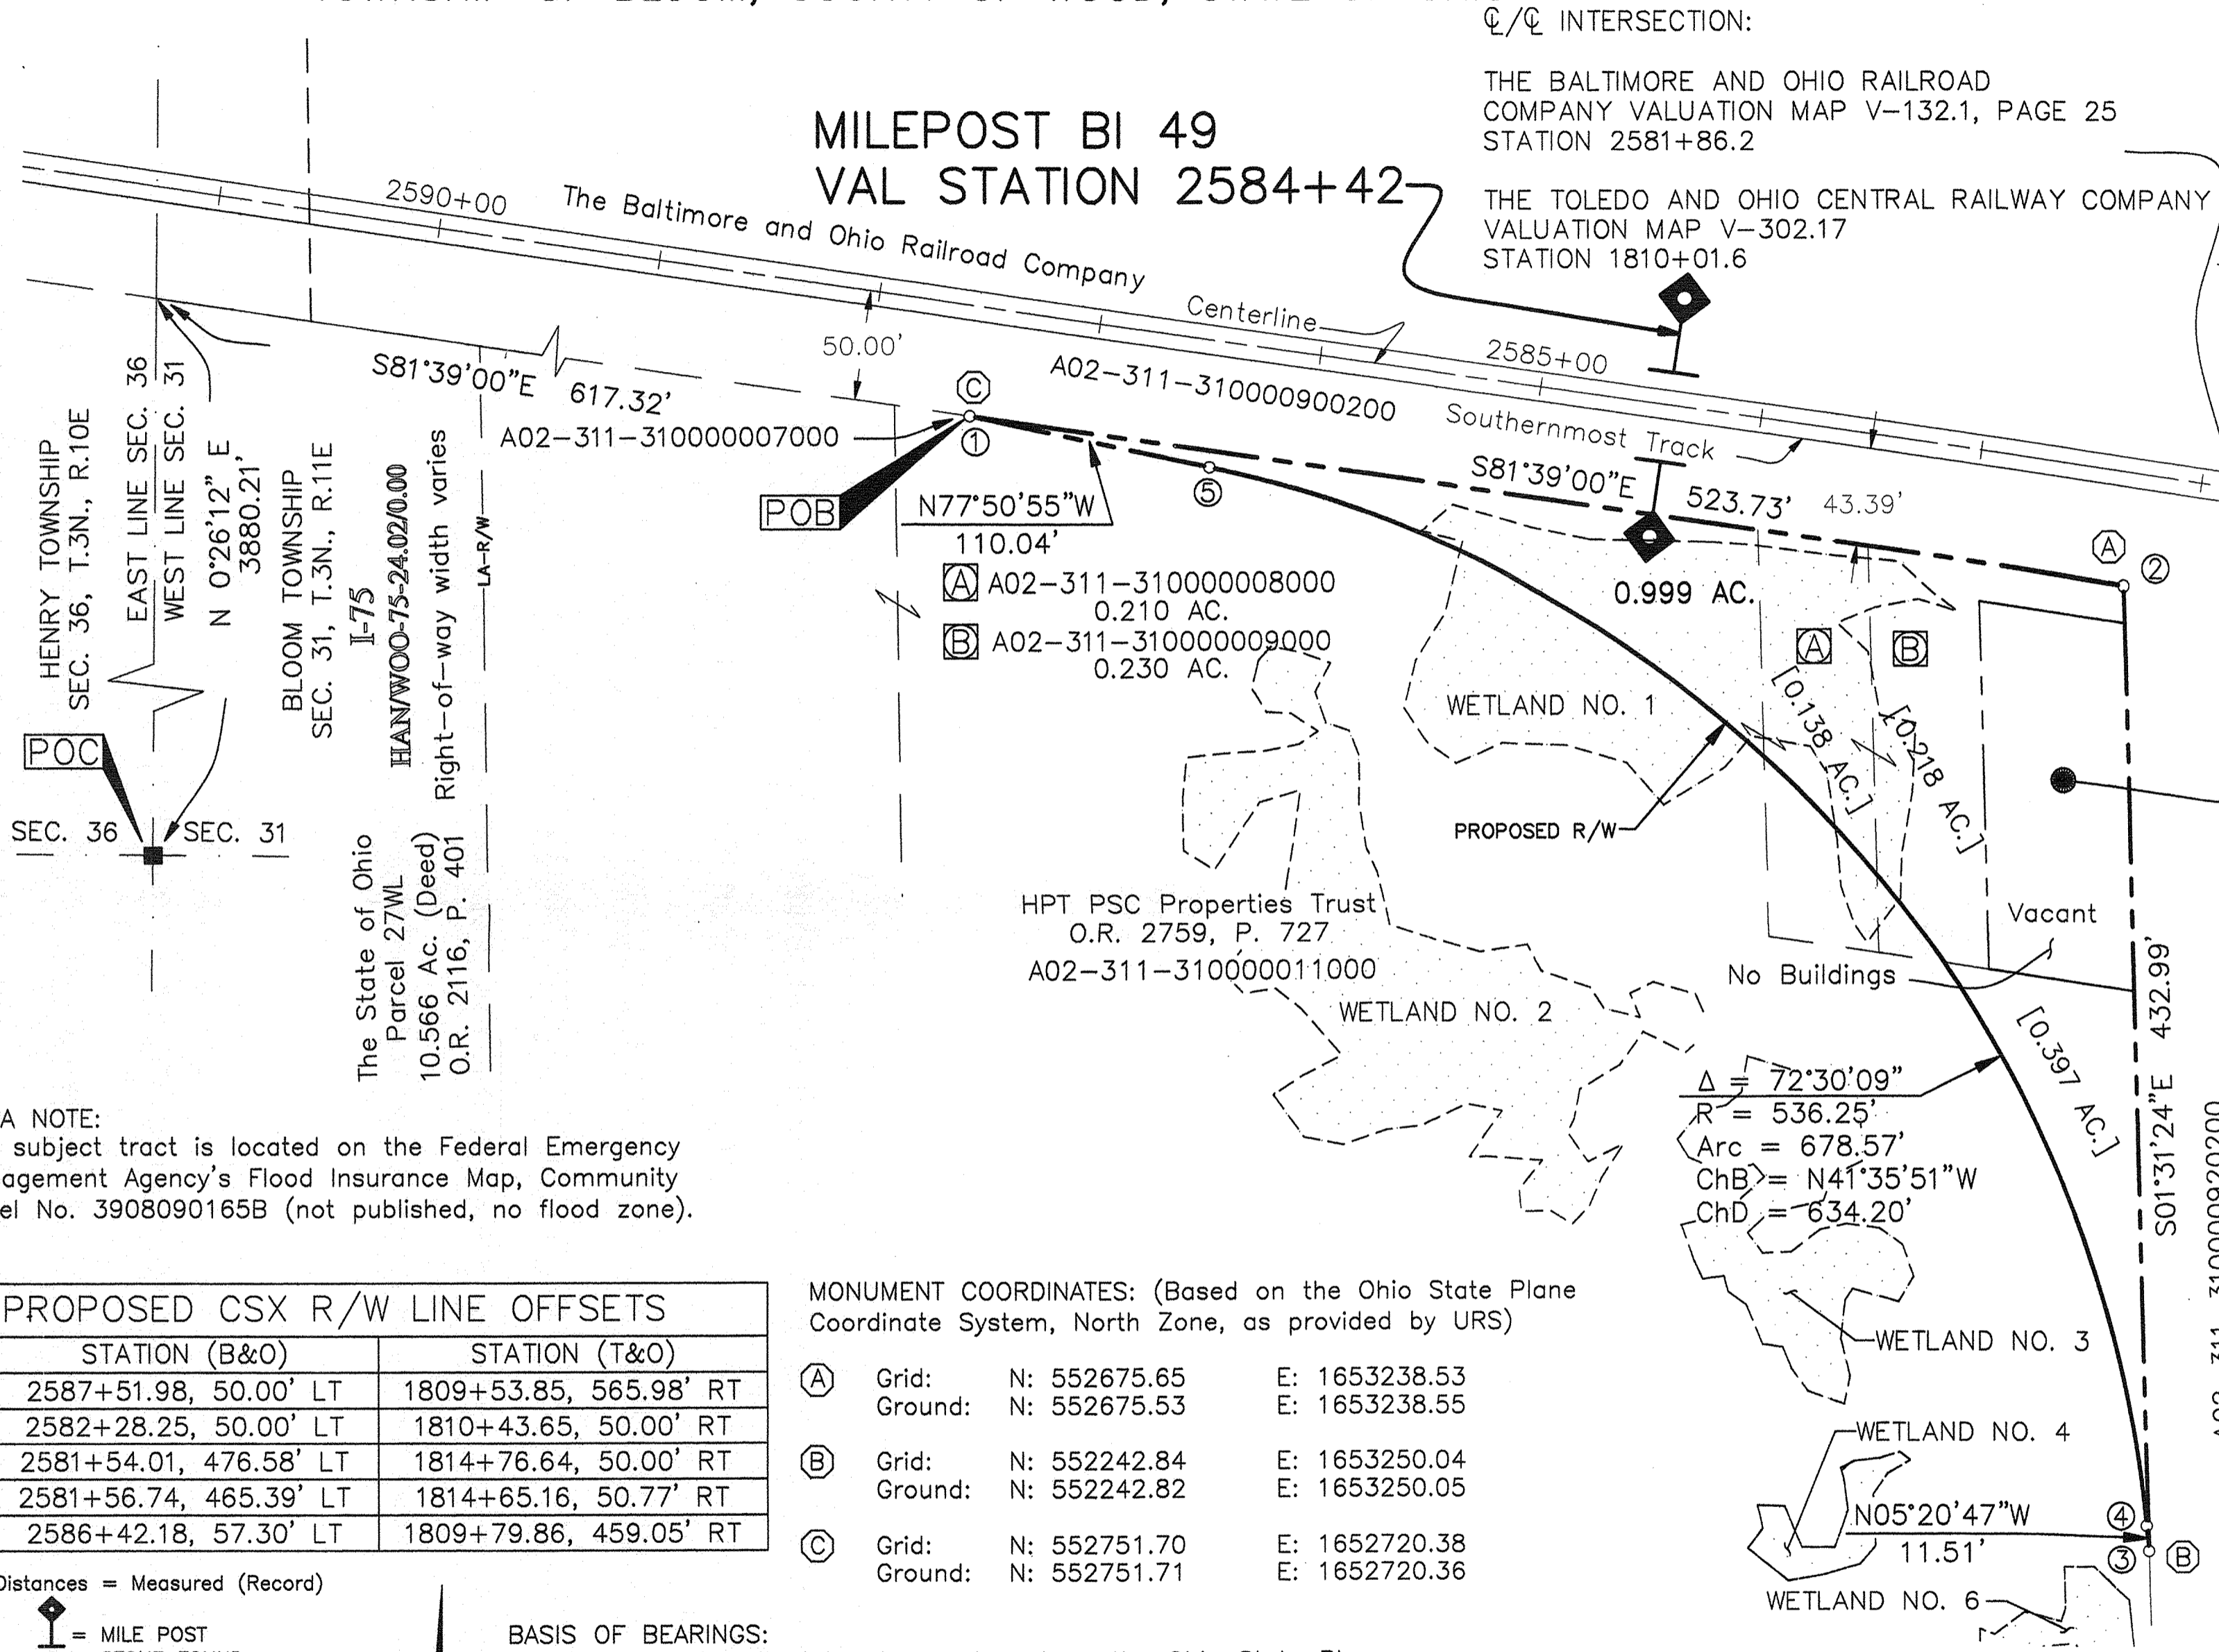 ℄/℄ INTERSECTION:
THE BALTIMORE AND OHIO RAILROAD
COMPANY VALUATION MAP V-132.1, PAGE 25
STATION 2581+86.2
THE TOLEDO AND OHIO CENTRAL RAILWAY COMPANY
VALUATION MAP V-302.17
STATION 1810+01.6
MILEPOST BI 49
VAL STATION 2584+42
2590+00
The Baltimore and Ohio Railroad Company
Centerline
2585+00
50.00'
A02-311-310000900200
Southernmost Track
S81°39'00"E 617.32'
A02-311-310000007000
C
1
POB
5
S81°39'00"E 523.73'
43.39'
A
2
N77°50'55"W
110.04'
A A02-311-310000008000
0.210 AC.
B A02-311-310000009000
0.230 AC.
0.999 AC.
A
B
[0.138 AC.]
[0.218 AC.]
WETLAND NO. 1
PROPOSED R/W
HENRY TOWNSHIP
SEC. 36, T.3N., R.10E
EAST LINE SEC. 36
WEST LINE SEC. 31
N 0°26'12" E
3880.21'
BLOOM TOWNSHIP
SEC. 31, T.3N., R.11E
I-75
HAN/WOO-75-24.02/0.00
Right-of-way width varies
LA-R/W
POC
SEC. 36
SEC. 31
The State of Ohio
Parcel 27WL
10.566 Ac. (Deed)
O.R. 2116, P. 401
HPT PSC Properties Trust
O.R. 2759, P. 727
A02-311-310000011000
WETLAND NO. 2
Vacant
No Buildings
[0.397 AC.]
S01°31'24"E 432.99'
Δ = 72°30'09"
R = 536.25'
Arc = 678.57'
ChB = N41°35'51"W
ChD = 634.20'
WETLAND NO. 3
WETLAND NO. 4
N05°20'47"W
11.51'
4
3
B
WETLAND NO. 6
A NOTE:
subject tract is located on the Federal Emergency
agement Agency's Flood Insurance Map, Community
el No. 3908090165B (not published, no flood zone).
PROPOSED CSX R/W LINE OFFSETS
STATION (B&O) STATION (T&O)
2587+51.98, 50.00' LT 1809+53.85, 565.98' RT
2582+28.25, 50.00' LT 1810+43.65, 50.00' RT
2581+54.01, 476.58' LT 1814+76.64, 50.00' RT
2581+56.74, 465.39' LT 1814+65.16, 50.77' RT
2586+42.18, 57.30' LT 1809+79.86, 459.05' RT
Distances = Measured (Record)
= MILE POST
MONUMENT COORDINATES: (Based on the Ohio State Plane
Coordinate System, North Zone, as provided by URS)
A Grid: N: 552675.65 E: 1653238.53
Ground: N: 552675.53 E: 1653238.55
B Grid: N: 552242.84 E: 1653250.04
Ground: N: 552242.82 E: 1653250.05
C Grid: N: 552751.70 E: 1652720.38
Ground: N: 552751.71 E: 1652720.36
BASIS OF BEARINGS: